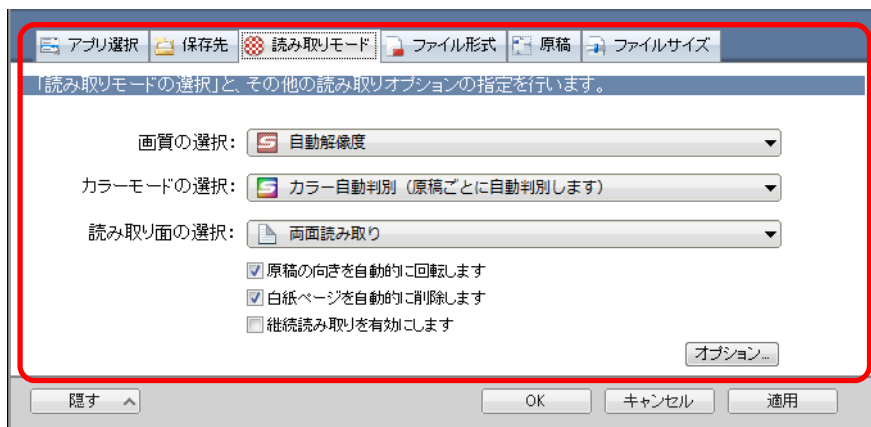 アプリ選択 保存先 読み取りモード ファイル形式 原稿 ファイルサイズ
「読み取りモードの選択」と、その他の読み取りオプションの指定を行います。
画質の選択: 自動解像度
カラーモードの選択: カラー自動判別（原稿ごとに自動判別します）
読み取り面の選択: 両面読み取り
原稿の向きを自動的に回転します
白紙ページを自動的に削除します
継続読み取りを有効にします
オプション...
隠す OK キャンセル 適用